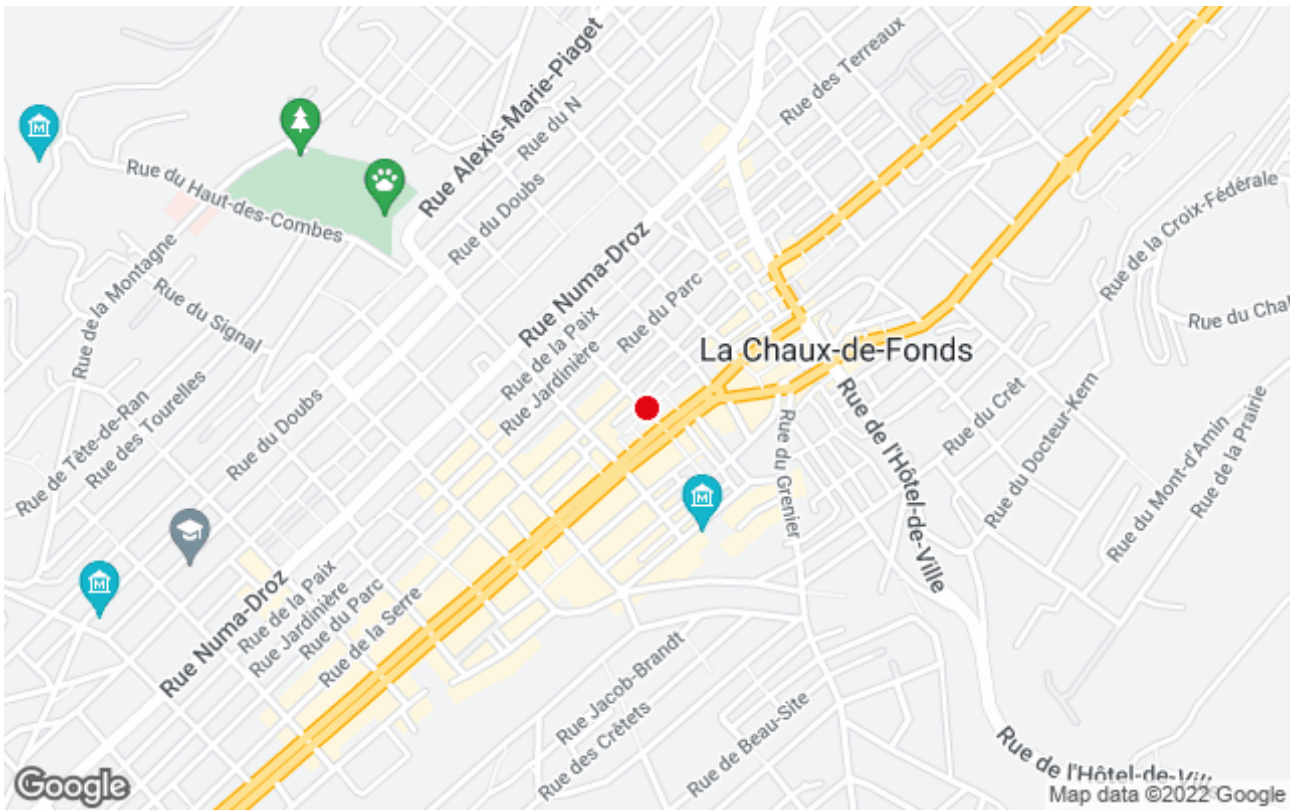 Rue Alexis-Marie-Piaget
Rue du N
Rue des Terreaux
Rue du Haut-des-Combes
Rue du Doubs
Rue de la Croix-Fédérale
Rue de la Montagne
Rue Numa-Droz
Rue du Parc
Rue du Signal
Rue de la Paix
Rue du Chal
La Chaux-de-Fonds
Rue Jardinière
Rue de Tête-de-Ran
Rue des Tourelles
Rue du Doubs
Rue du Crêt
Rue de l'Hôtel-de-Ville
Rue du Grenier
Rue du Docteur-Kern
Rue du Mont-d'Amin
Rue de la Prairie
Rue Numa-Droz
Rue de la Paix
Rue Jardinière
Rue du Parc
Rue de la Serre
Rue Jacob-Brandt
Rue des Crêtets
Rue de Beau-Site
Rue de l'Hôtel-de-Vil
Google
Map data ©2022 Google
M
M
M